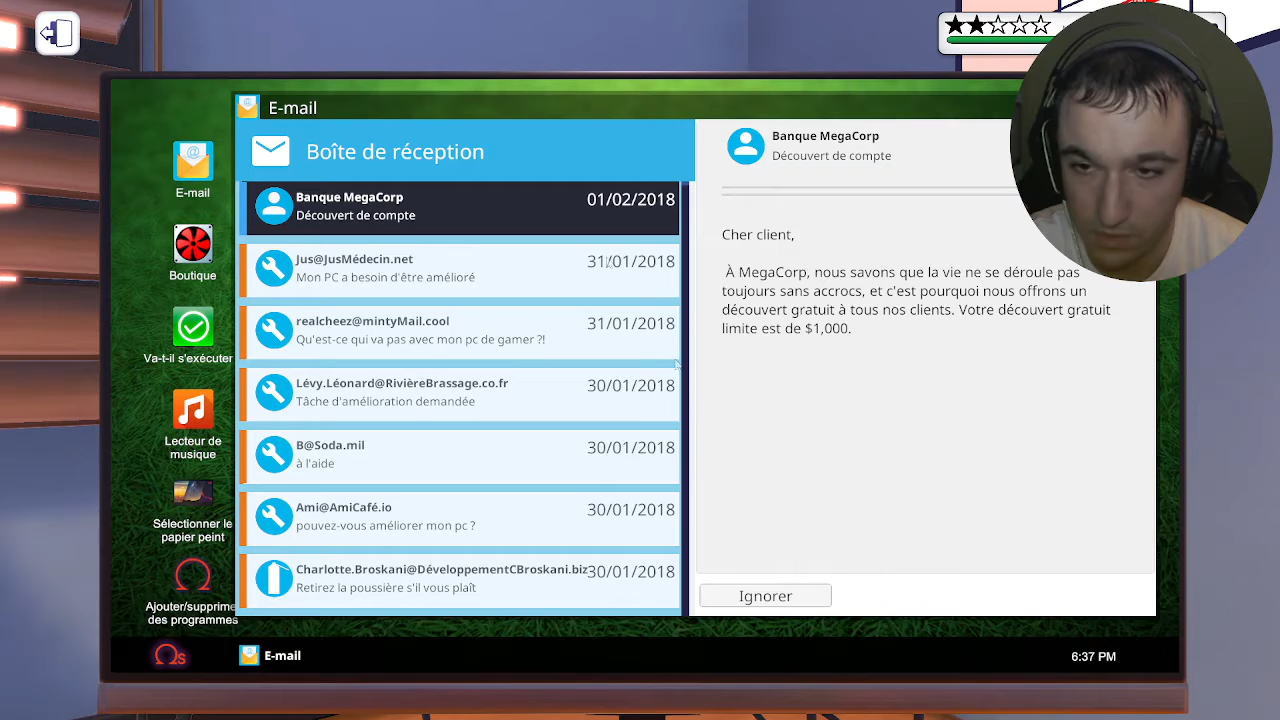 E-mail
Boîte de réception
Banque MegaCorp
01/02/2018
Découvert de compte
Jus@JusMédecin.net
31/01/2018
Mon PC a besoin d'être amélioré
realcheez@mintyMail.cool
31/01/2018
Qu'est-ce qui va pas avec mon pc de gamer ?!
Lévy.Léonard@RivièreBrassage.co.fr
30/01/2018
Tâche d'amélioration demandée
B@Soda.mil
30/01/2018
à l'aide
Ami@AmiCafé.io
30/01/2018
pouvez-vous améliorer mon pc ?
Charlotte.Broskani@DéveloppementCBroskani.biz
30/01/2018
Retirez la poussière s'il vous plaît
Banque MegaCorp
Découvert de compte
Cher client,
À MegaCorp, nous savons que la vie ne se déroule pas
toujours sans accrocs, et c'est pourquoi nous offrons un
découvert gratuit à tous nos clients. Votre découvert gratuit
limite est de $1,000.
Ignorer
E-mail
Boutique
Va-t-il s'exécuter
Lecteur de
musique
Sélectionner le
papier peint
Ajouter/supprime
des programmes
Ωs
E-mail
6:37 PM